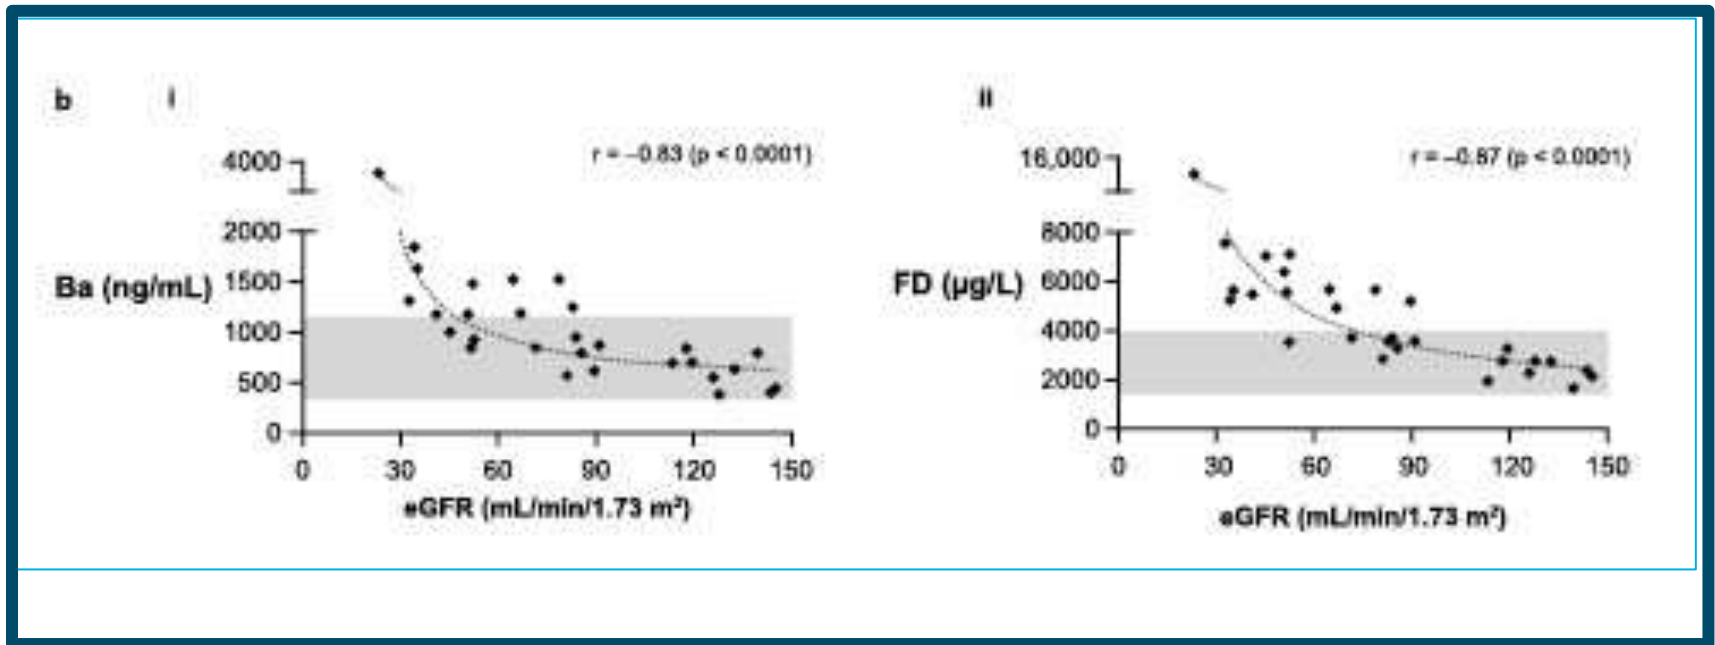 b i ii
r = –0.83 (p < 0.0001)
4000
2000
1500
1000
500
0
Ba (ng/mL)
0 30 60 90 120 150
eGFR (mL/min/1.73 m²)
r = –0.87 (p < 0.0001)
16,000
8000
6000
4000
2000
0
FD (µg/L)
0 30 60 90 120 150
eGFR (mL/min/1.73 m²)